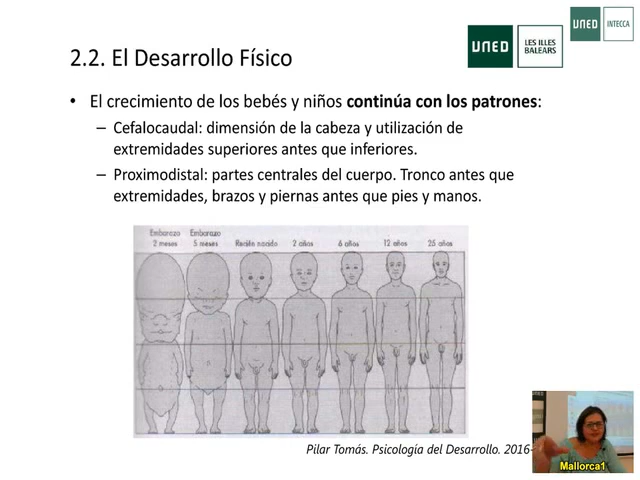 2.2. El Desarrollo Físico
UNED
LES ILLES
BALEARS
UNED
INTECCA
• El crecimiento de los bebés y niños continúa con los patrones:
– Cefalocaudal: dimensión de la cabeza y utilización de
extremidades superiores antes que inferiores.
– Proximodistal: partes centrales del cuerpo. Tronco antes que
extremidades, brazos y piernas antes que pies y manos.
Embarazo Embarazo
2 meses 5 meses Recién nacido 2 años 6 años 12 años 25 años
Pilar Tomás. Psicología del Desarrollo. 2016-
Mallorca1